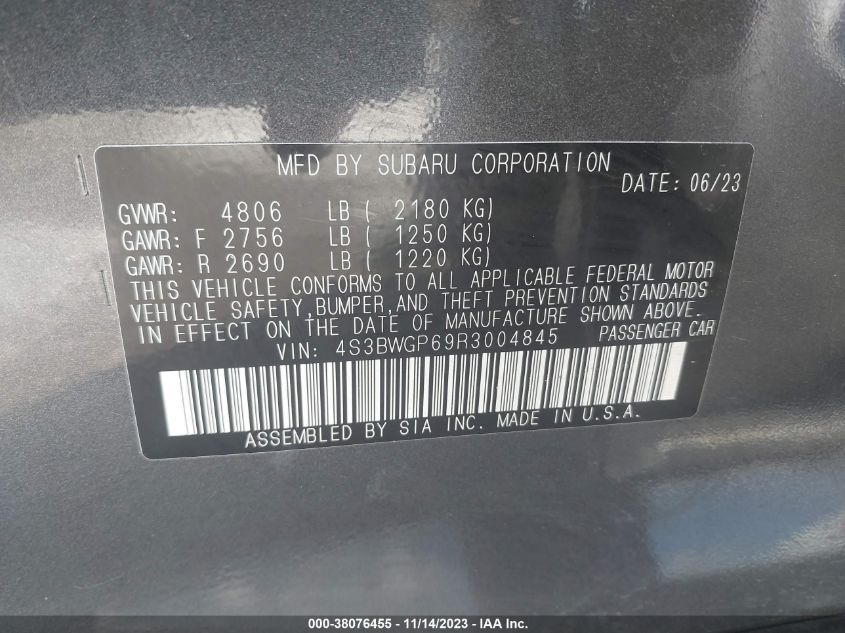 MFD BY SUBARU CORPORATION
DATE: 06/23
GVWR: 4806 LB ( 2180 KG)
GAWR: F 2756 LB ( 1250 KG)
GAWR: R 2690 LB ( 1220 KG)
THIS VEHICLE CONFORMS TO ALL APPLICABLE FEDERAL MOTOR
VEHICLE SAFETY,BUMPER,AND THEFT PREVENTION STANDARDS
IN EFFECT ON THE DATE OF MANUFACTURE SHOWN ABOVE.
VIN: 4S3BWGP69R3004845 PASSENGER CAR
ASSEMBLED BY SIA INC. MADE IN U.S.A.
000-38076455 - 11/14/2023 - IAA Inc.